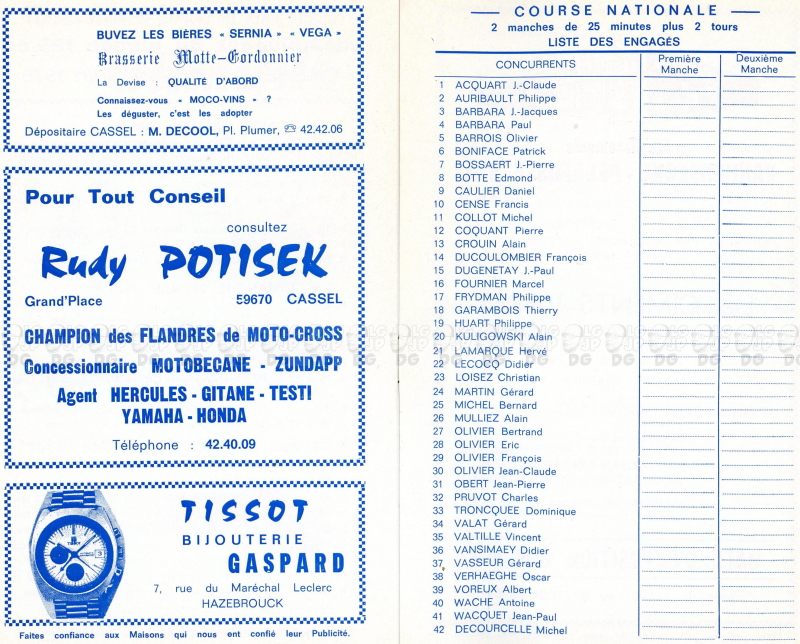 BUVEZ LES BIÈRES « SERNIA » « VEGA »
Brasserie Motte-Cordonnier
La Devise : QUALITÉ D'ABORD
Connaissez-vous « MOCO-VINS » ?
Les déguster, c'est les adopter
Dépositaire CASSEL : M. DECOOL, Pl. Plumer, ☎ 42.42.06
Pour Tout Conseil
consultez
Rudy POTISEK
Grand'Place 59670 CASSEL
CHAMPION des FLANDRES de MOTO-CROSS
Concessionnaire MOTOBECANE - ZUNDAPP
Agent HERCULES - GITANE - TESTI
YAMAHA - HONDA
Téléphone : 42.40.09
TISSOT
BIJOUTERIE
GASPARD
7, rue du Maréchal Leclerc
HAZEBROUCK
Faites confiance aux Maisons qui nous ont confié leur Publicité.
COURSE NATIONALE
2 manches de 25 minutes plus 2 tours
LISTE DES ENGAGÉS
CONCURRENTS Première Manche Deuxième Manche
1 ACQUART J.-Claude
2 AURIBAULT Philippe
3 BARBARA J.-Jacques
4 BARBARA Paul
5 BARROIS Olivier
6 BONIFACE Patrick
7 BOSSAERT J.-Pierre
8 BOTTE Edmond
9 CAULIER Daniel
10 CENSE Francis
11 COLLOT Michel
12 COQUANT Pierre
13 CROUIN Alain
14 DUCOULOMBIER François
15 DUGENETAY J.-Paul
16 FOURNIER Marcel
17 FRYDMAN Philippe
18 GARAMBOIS Thierry
19 HUART Philippe
20 KULIGOWSKI Alain
21 LAMARQUE Hervé
22 LECOCQ Didier
23 LOISEZ Christian
24 MARTIN Gérard
25 MICHEL Bernard
26 MULLIEZ Alain
27 OLIVIER Bertrand
28 OLIVIER Eric
29 OLIVIER François
30 OLIVIER Jean-Claude
31 OBERT Jean-Pierre
32 PRUVOT Charles
33 TRONCQUEE Dominique
34 VALAT Gérard
35 VALTILLE Vincent
36 VANSIMAEY Didier
37 VASSEUR Gérard
38 VERHAEGHE Oscar
39 VOREUX Albert
40 WACHE Antoine
41 WACQUET Jean-Paul
42 DECOURCELLE Michel